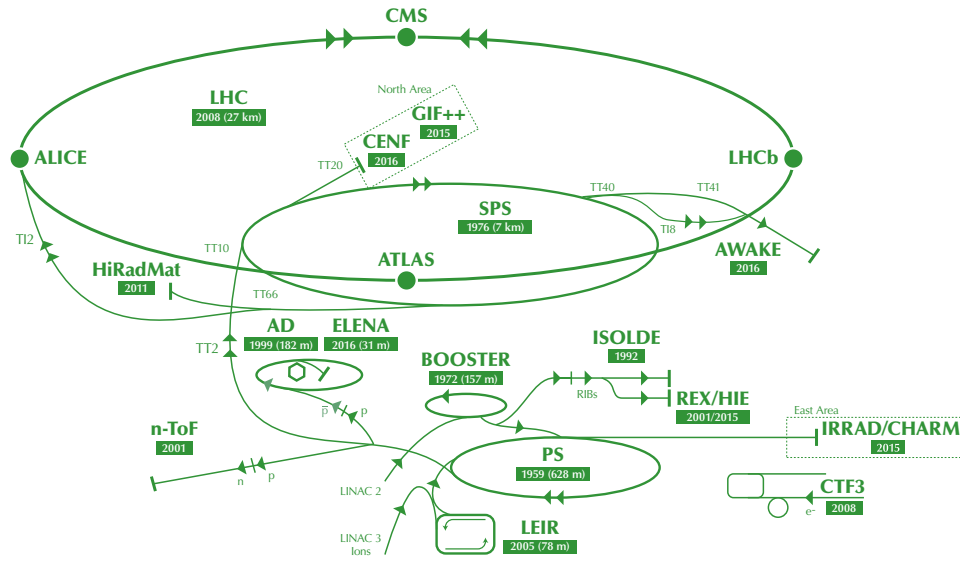 CMS
LHC
2008 (27 km)
North Area
GIF++
2015
CENF
2016
TT20
ALICE
LHCb
TT40
TT41
SPS
1976 (7 km)
TI8
TI2
TT10
ATLAS
AWAKE
2016
HiRadMat
2011
TT66
AD
1999 (182 m)
ELENA
2016 (31 m)
TT2
BOOSTER
1972 (157 m)
ISOLDE
1992
RIBs
REX/HIE
2001/2015
p̅
p
East Area
IRRAD/CHARM
2015
n-ToF
2001
n
p
PS
1959 (628 m)
LINAC 2
CTF3
2008
e-
LEIR
2005 (78 m)
LINAC 3
Ions